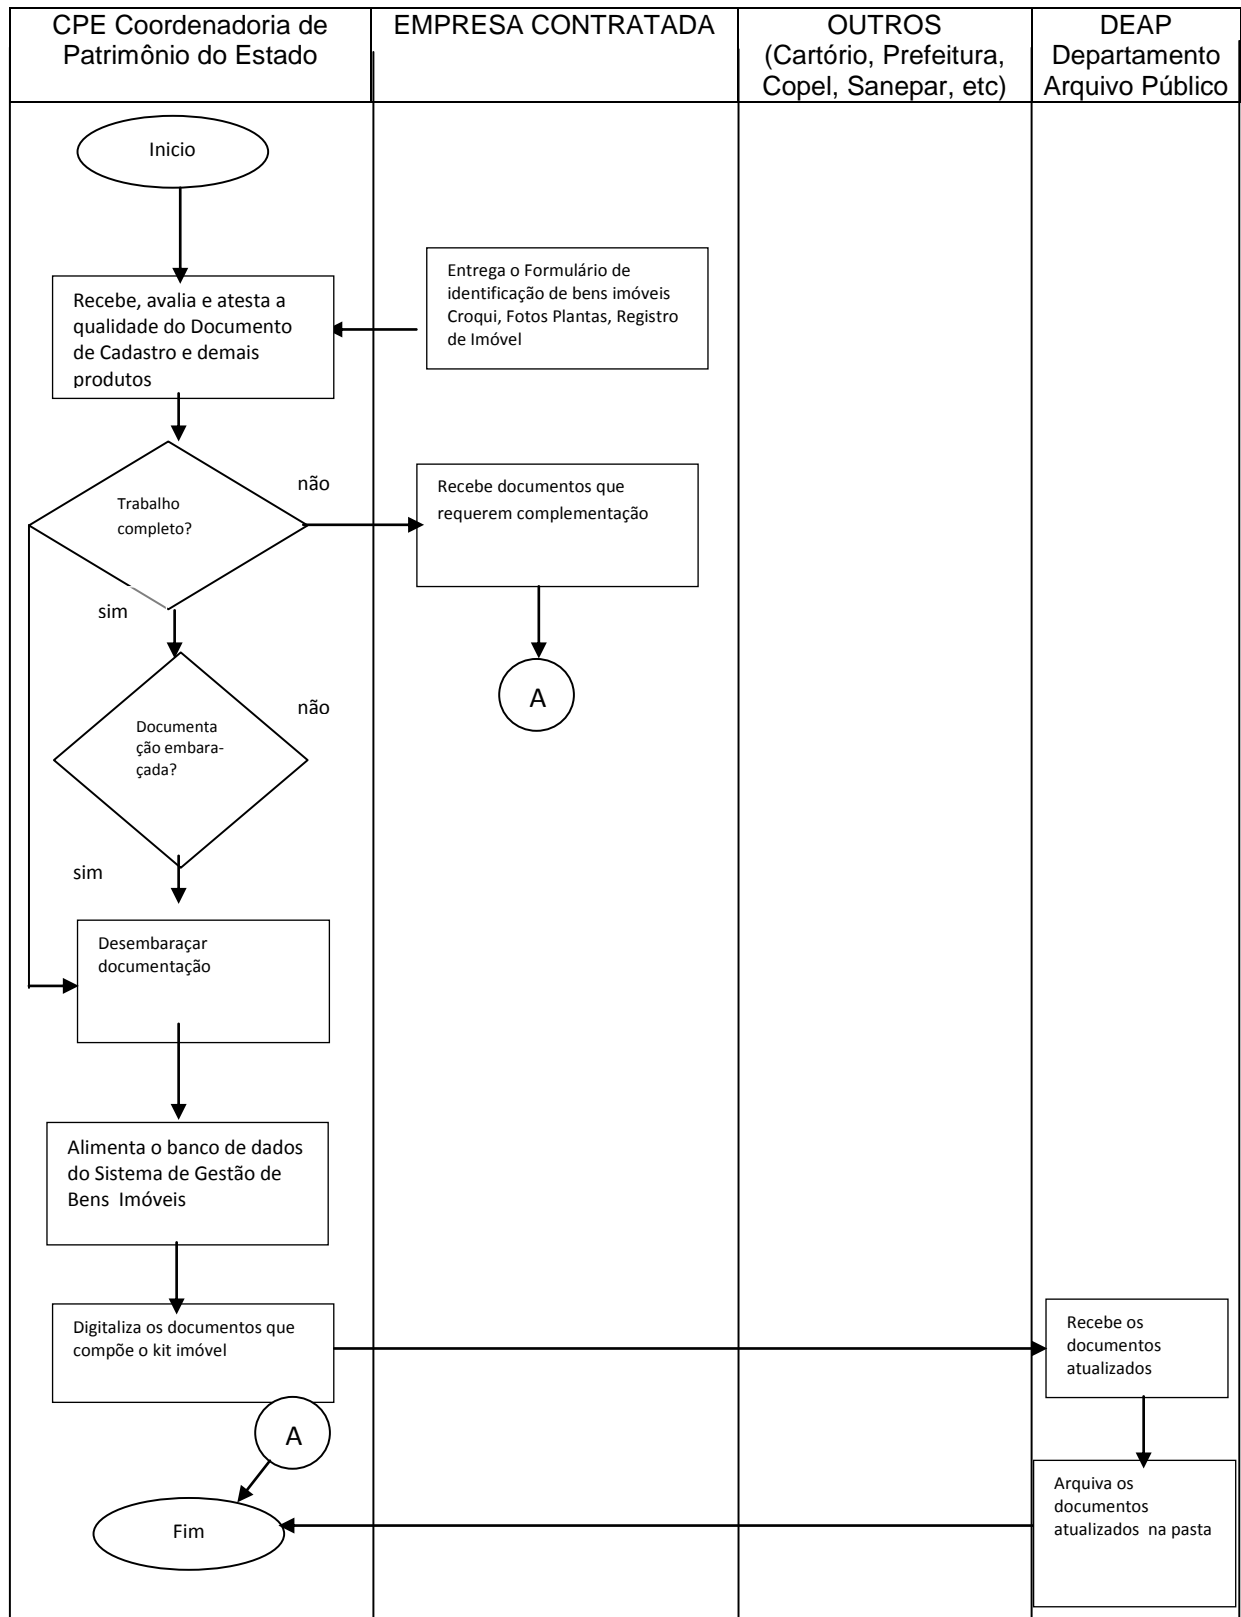 CPE Coordenadoria de
Patrimônio do Estado
EMPRESA CONTRATADA
OUTROS
(Cartório, Prefeitura,
Copel, Sanepar, etc)
DEAP
Departamento
Arquivo Público
Inicio
Entrega o Formulário de
identificação de bens imóveis
Croqui, Fotos Plantas, Registro
de Imóvel
Recebe, avalia e atesta a
qualidade do Documento
de Cadastro e demais
produtos
não
Trabalho
completo?
Recebe documentos que
requerem complementação
sim
A
não
Documenta
ção embara-
çada?
sim
Desembaraçar
documentação
Alimenta o banco de dados
do Sistema de Gestão de
Bens Imóveis
Digitaliza os documentos que
compõe o kit imóvel
Recebe os
documentos
atualizados
A
Arquiva os
documentos
atualizados na pasta
Fim